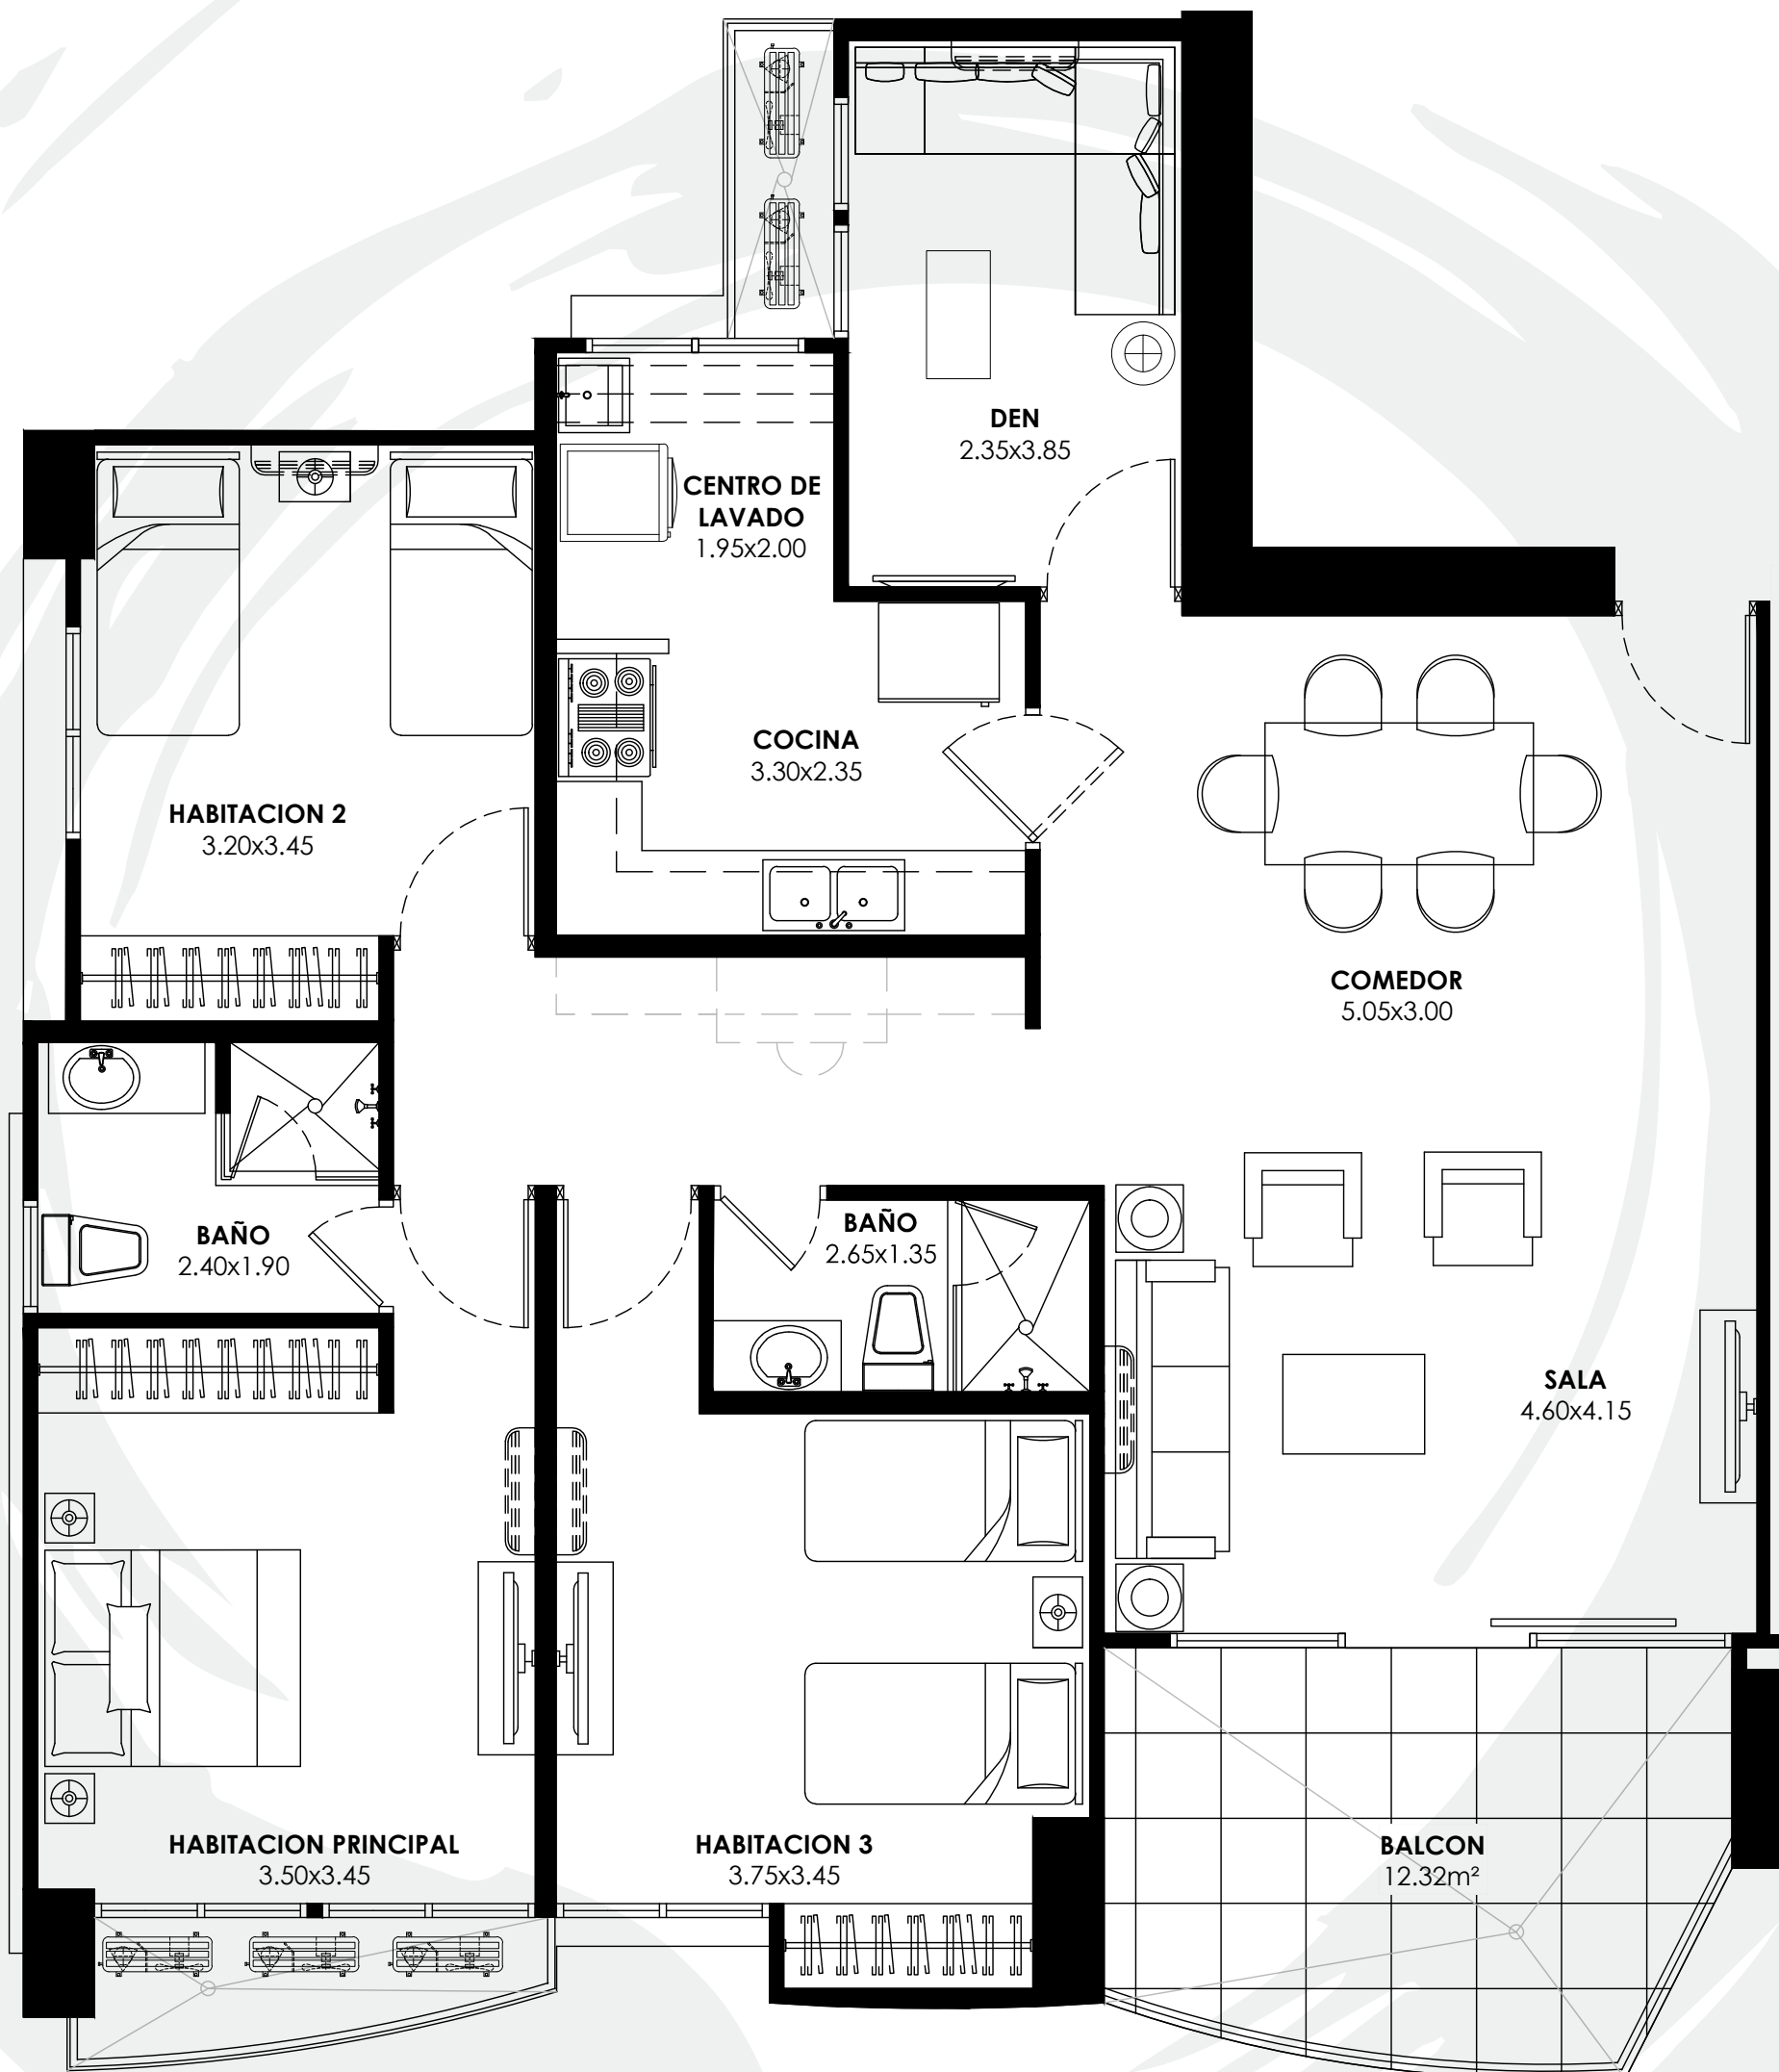 DEN
2.35x3.85
CENTRO DE
LAVADO
1.95x2.00
COCINA
3.30x2.35
HABITACION 2
3.20x3.45
COMEDOR
5.05x3.00
BAÑO
2.40x1.90
BAÑO
2.65x1.35
SALA
4.60x4.15
HABITACION PRINCIPAL
3.50x3.45
HABITACION 3
3.75x3.45
BALCON
12.32m²